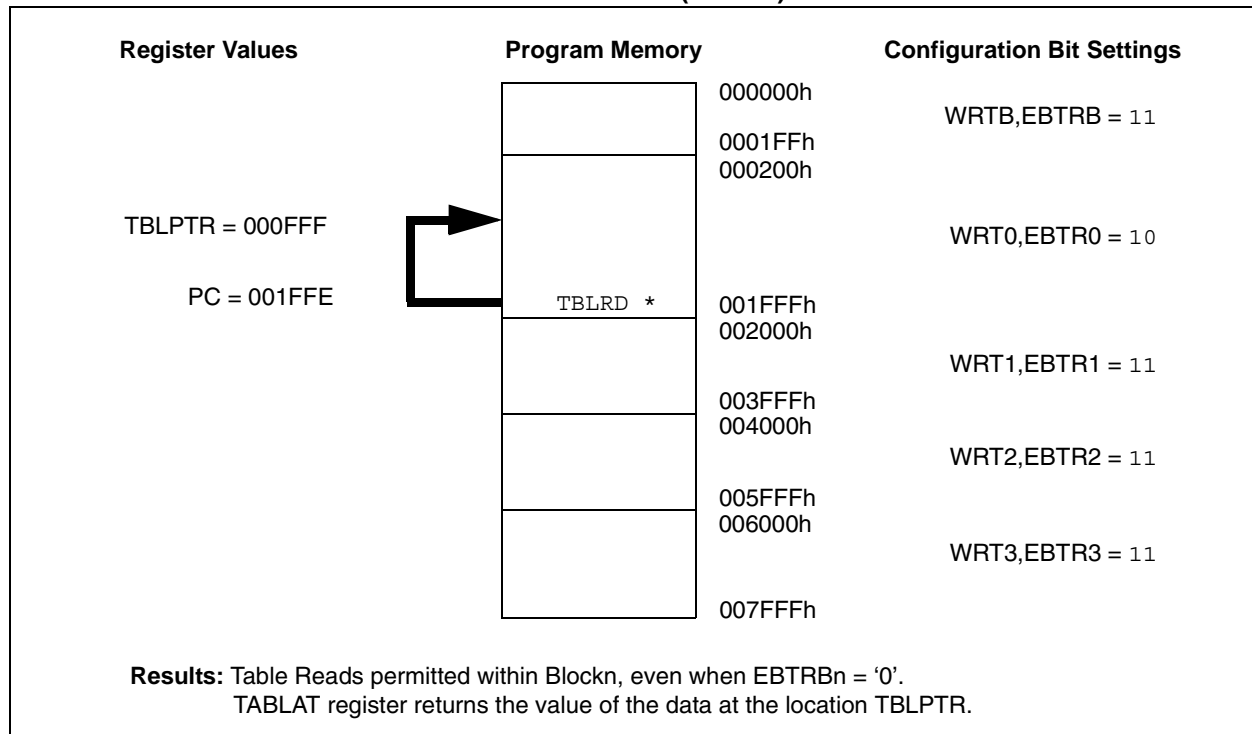 Register Values
Program Memory
Configuration Bit Settings
000000h
WRTB,EBTRB = 11
0001FFh
000200h
TBLPTR = 000FFF
WRT0,EBTR0 = 10
PC = 001FFE
TBLRD *
001FFFh
002000h
WRT1,EBTR1 = 11
003FFFh
004000h
WRT2,EBTR2 = 11
005FFFh
006000h
WRT3,EBTR3 = 11
007FFFh
Results: Table Reads permitted within Blockn, even when EBTRBn = ‘0’.
TABLAT register returns the value of the data at the location TBLPTR.